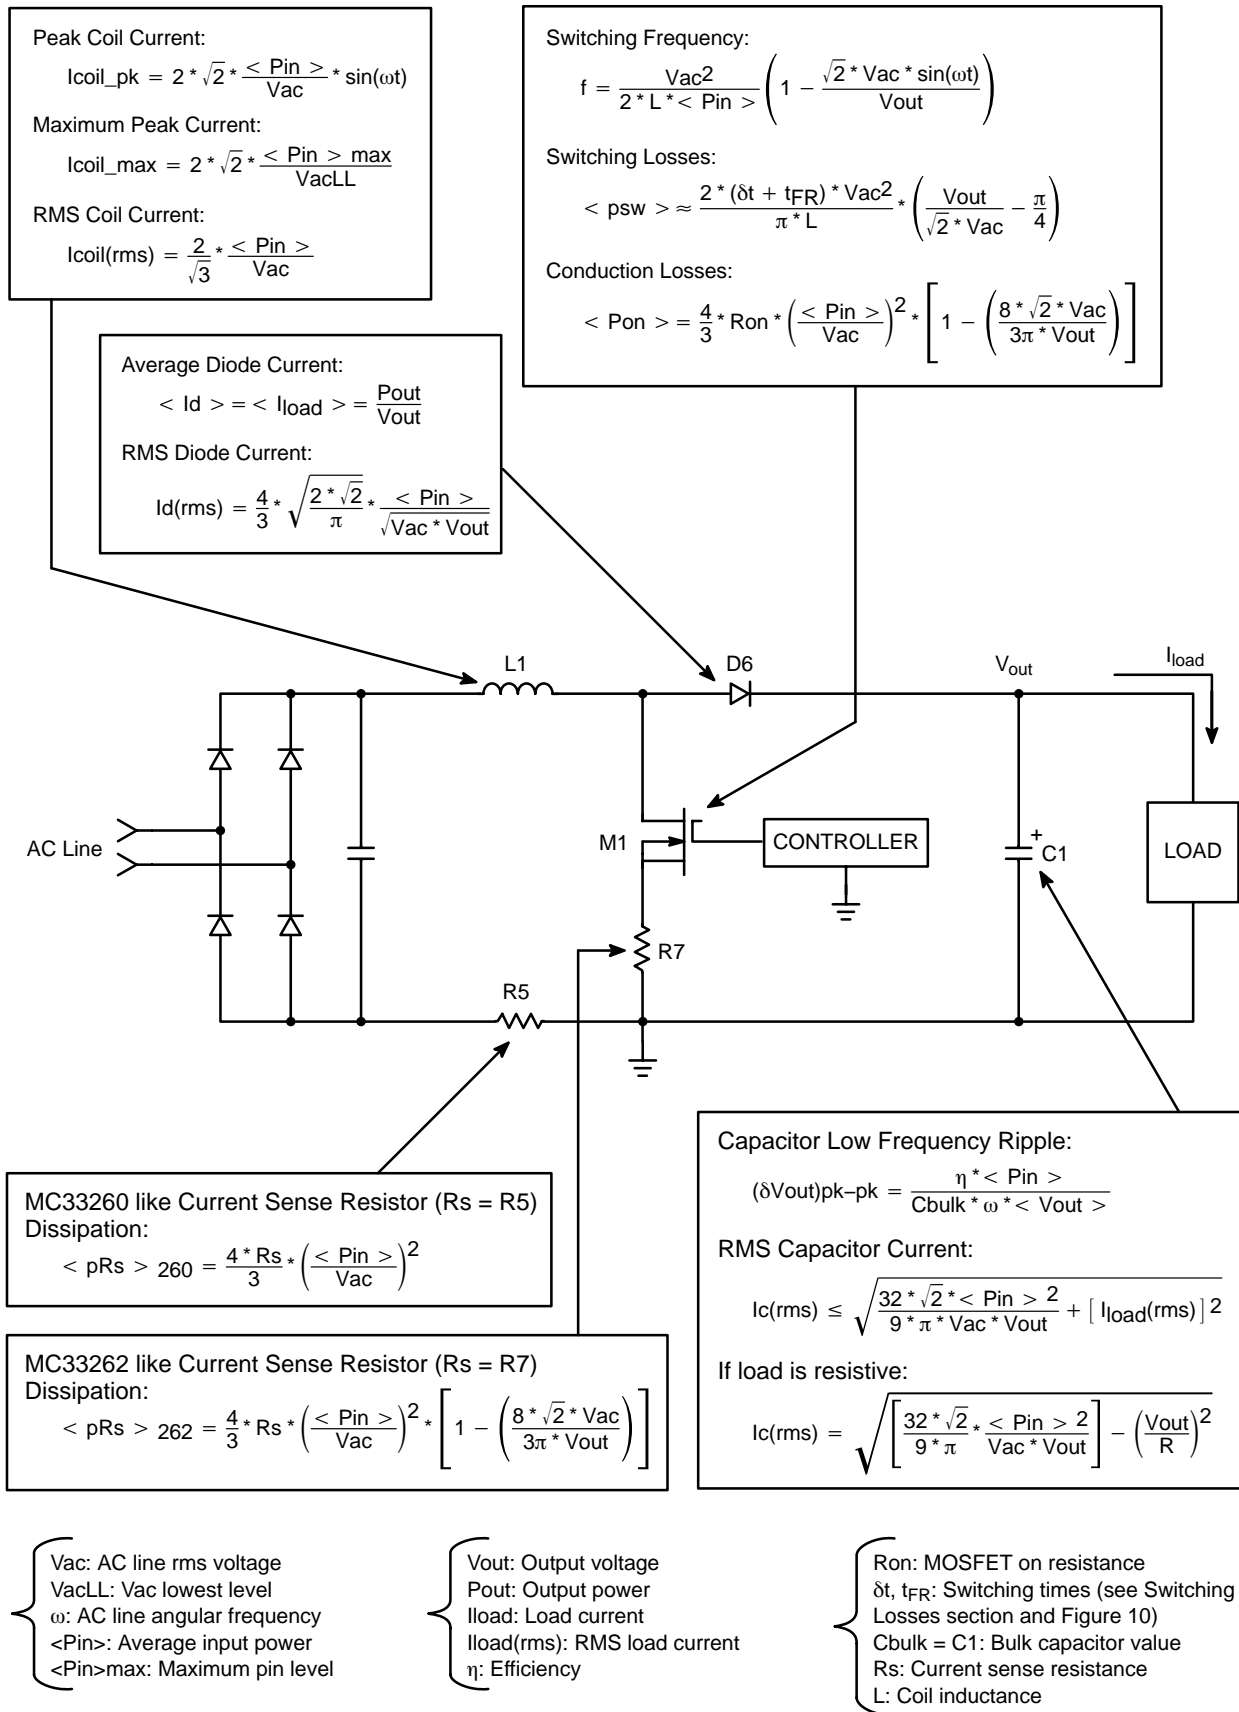 Peak Coil Current:
Icoil_pk = 2 * √2 * < Pin > / Vac * sin(ωt)
Maximum Peak Current:
Icoil_max = 2 * √2 * < Pin > max / VacLL
RMS Coil Current:
Icoil(rms) = 2 / √3 * < Pin > / Vac
Switching Frequency:
f = Vac² / (2 * L * < Pin >) (1 − √2 * Vac * sin(ωt) / Vout)
Switching Losses:
< psw > ≈ 2 * (δt + tFR) * Vac² / (π * L) * (Vout / (√2 * Vac) − π / 4)
Conduction Losses:
< Pon > = 4/3 * Ron * (< Pin > / Vac)² * [1 − (8 * √2 * Vac / (3π * Vout))]
Average Diode Current:
< Id > = < Iload > = Pout / Vout
RMS Diode Current:
Id(rms) = 4/3 * √(2 * √2 / π) * < Pin > / √(Vac * Vout)
L1
D6
Vout
Iload
AC Line
M1
CONTROLLER
+
C1
LOAD
R7
R5
MC33260 like Current Sense Resistor (Rs = R5)
Dissipation:
< pRs > 260 = 4 * Rs / 3 * (< Pin > / Vac)²
MC33262 like Current Sense Resistor (Rs = R7)
Dissipation:
< pRs > 262 = 4/3 * Rs * (< Pin > / Vac)² * [1 − (8 * √2 * Vac / (3π * Vout))]
Capacitor Low Frequency Ripple:
(δVout)pk–pk = η * < Pin > / (Cbulk * ω * < Vout >)
RMS Capacitor Current:
Ic(rms) ≤ √(32 * √2 * < Pin > ² / (9 * π * Vac * Vout) + [ Iload(rms) ] ²)
If load is resistive:
Ic(rms) = √([32 * √2 / (9 * π) * < Pin > ² / (Vac * Vout)] − (Vout / R)²)
Vac: AC line rms voltage
VacLL: Vac lowest level
ω: AC line angular frequency
<Pin>: Average input power
<Pin>max: Maximum pin level
Vout: Output voltage
Pout: Output power
Iload: Load current
Iload(rms): RMS load current
η: Efficiency
Ron: MOSFET on resistance
δt, tFR: Switching times (see Switching
Losses section and Figure 10)
Cbulk = C1: Bulk capacitor value
Rs: Current sense resistance
L: Coil inductance